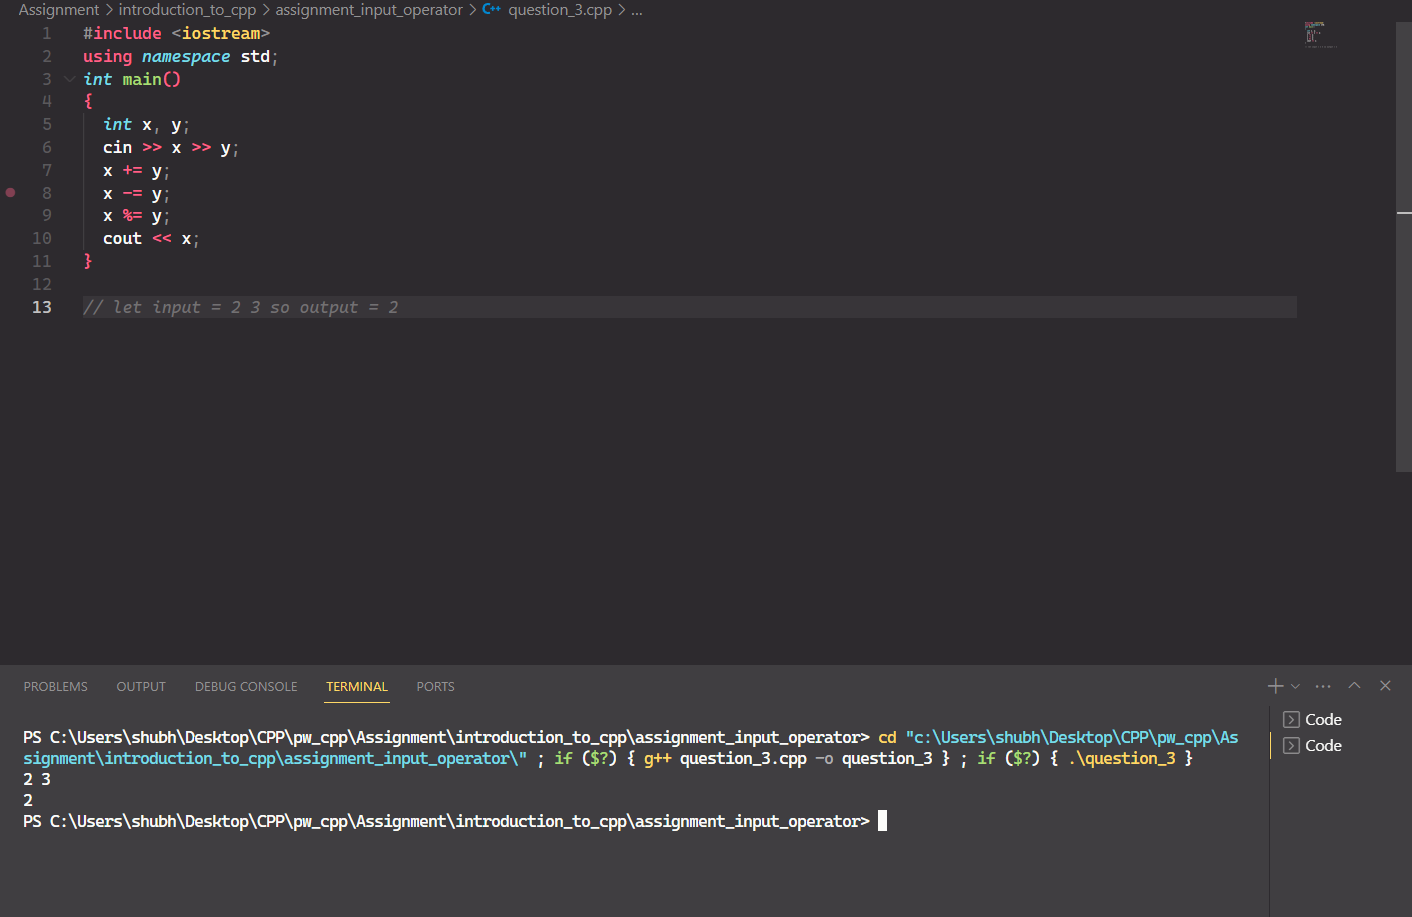 Assignment > introduction_to_cpp > assignment_input_operator > C++ question_3.cpp > ...
1 #include <iostream>
2 using namespace std;
3 int main()
4 {
5 int x, y;
6 cin >> x >> y;
7 x += y;
8 x -= y;
9 x %= y;
10 cout << x;
11 }
12
13 // let input = 2 3 so output = 2
PROBLEMS OUTPUT DEBUG CONSOLE TERMINAL PORTS
PS C:\Users\shubh\Desktop\CPP\pw_cpp\Assignment\introduction_to_cpp\assignment_input_operator> cd "c:\Users\shubh\Desktop\CPP\pw_cpp\As
signment\introduction_to_cpp\assignment_input_operator\" ; if ($?) { g++ question_3.cpp -o question_3 } ; if ($?) { .\question_3 }
2 3
2
PS C:\Users\shubh\Desktop\CPP\pw_cpp\Assignment\introduction_to_cpp\assignment_input_operator>
Code
Code